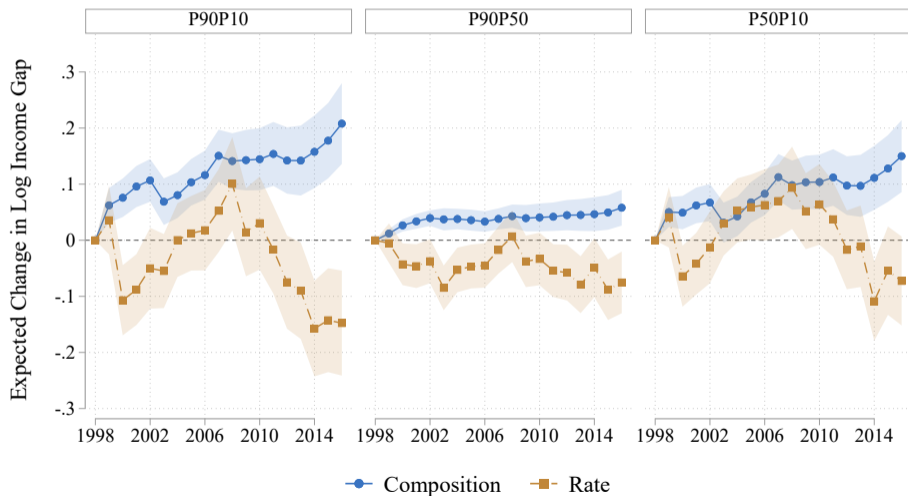 P90P10 P90P50 P50P10
Expected Change in Log Income Gap
.3
.2
.1
0
-.1
-.2
-.3
1998 2002 2006 2010 2014 1998 2002 2006 2010 2014 1998 2002 2006 2010 2014
Composition Rate